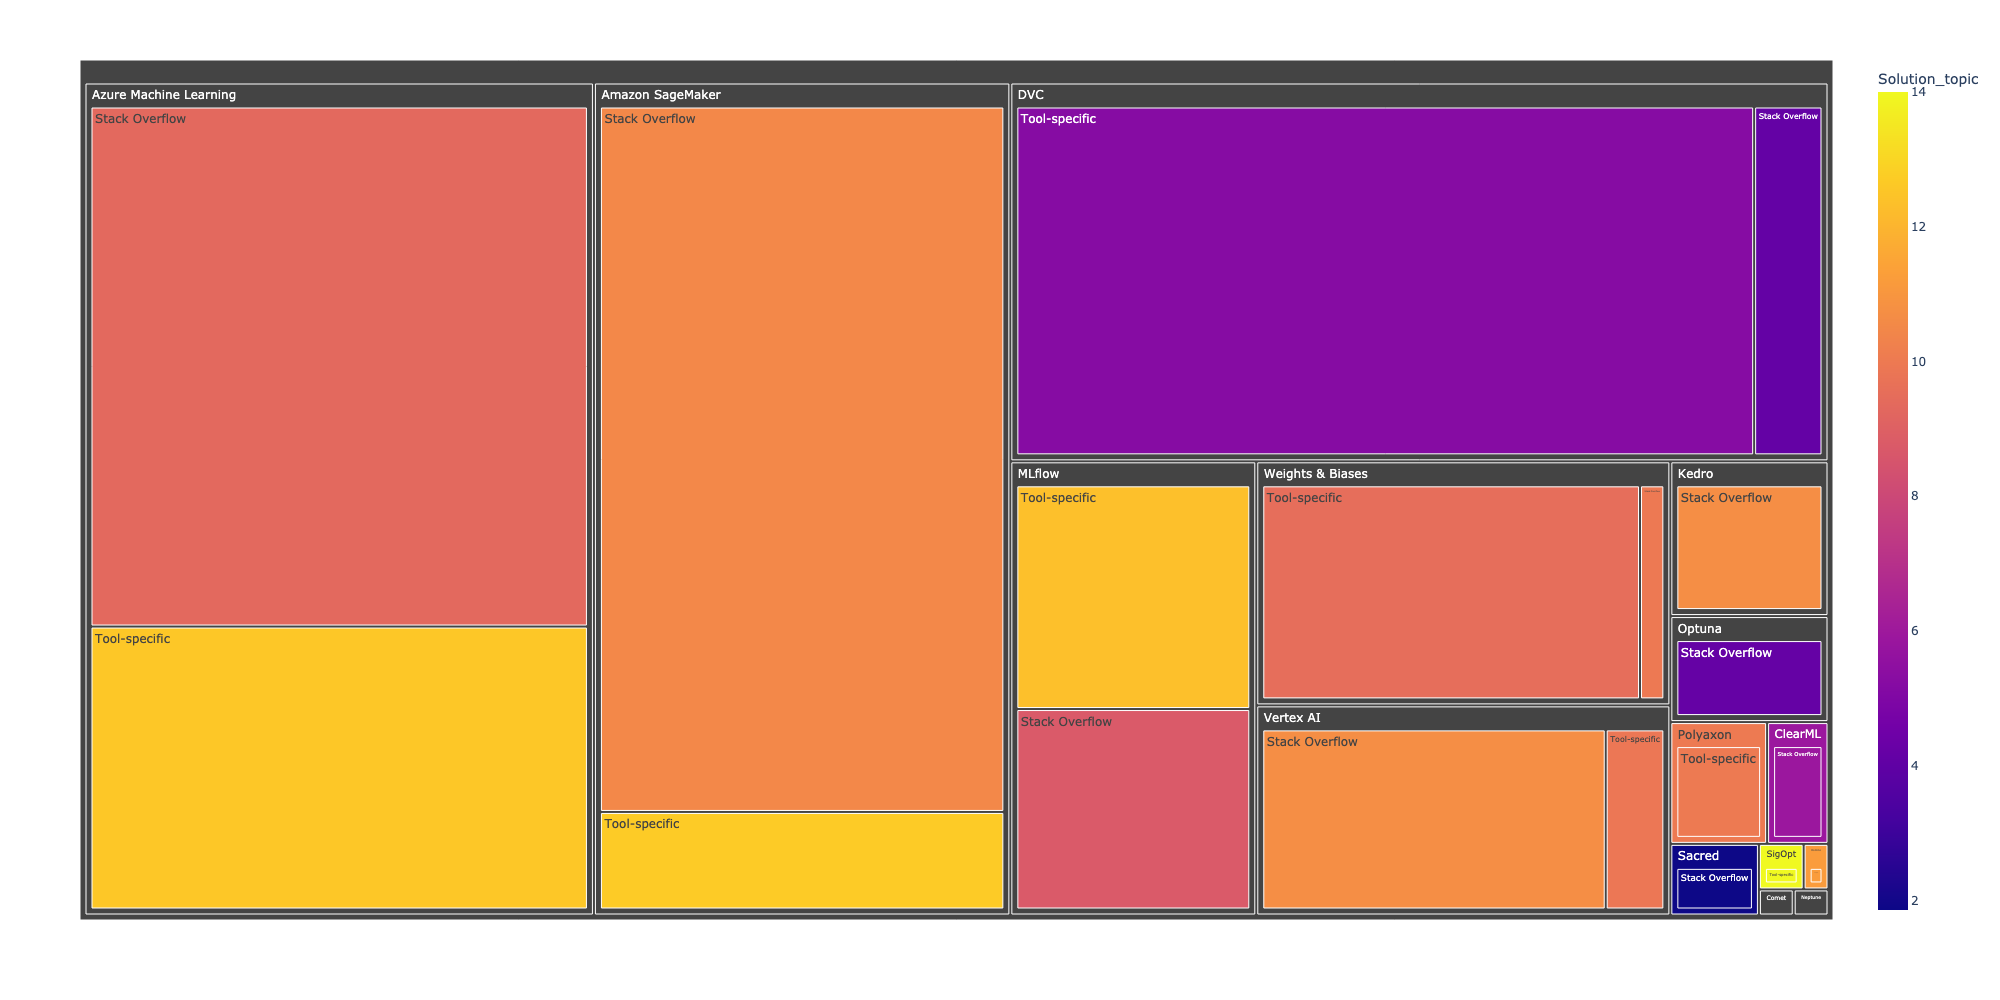 Azure Machine Learning
Stack Overflow
Tool-specific
Amazon SageMaker
Stack Overflow
Tool-specific
DVC
Tool-specific
Stack Overflow
MLflow
Tool-specific
Stack Overflow
Weights & Biases
Tool-specific
Vertex AI
Stack Overflow
Tool-specific
Kedro
Stack Overflow
Optuna
Stack Overflow
Polyaxon
Tool-specific
ClearML
Stack Overflow
Sacred
Stack Overflow
SigOpt
Tool-specific
Comet
Neptune
Solution_topic
14
12
10
8
6
4
2